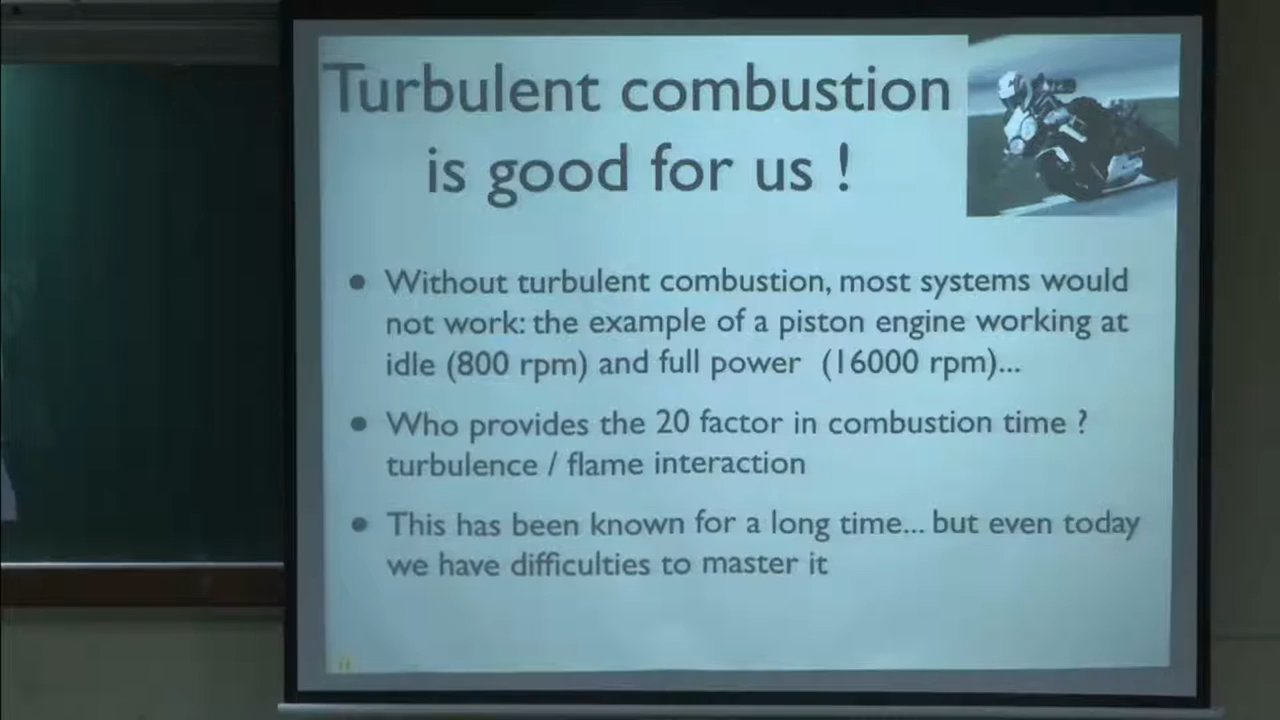 Turbulent combustion
is good for us !
• Without turbulent combustion, most systems would
not work: the example of a piston engine working at
idle (800 rpm) and full power (16000 rpm)...
• Who provides the 20 factor in combustion time ?
turbulence / flame interaction
• This has been known for a long time... but even today
we have difficulties to master it